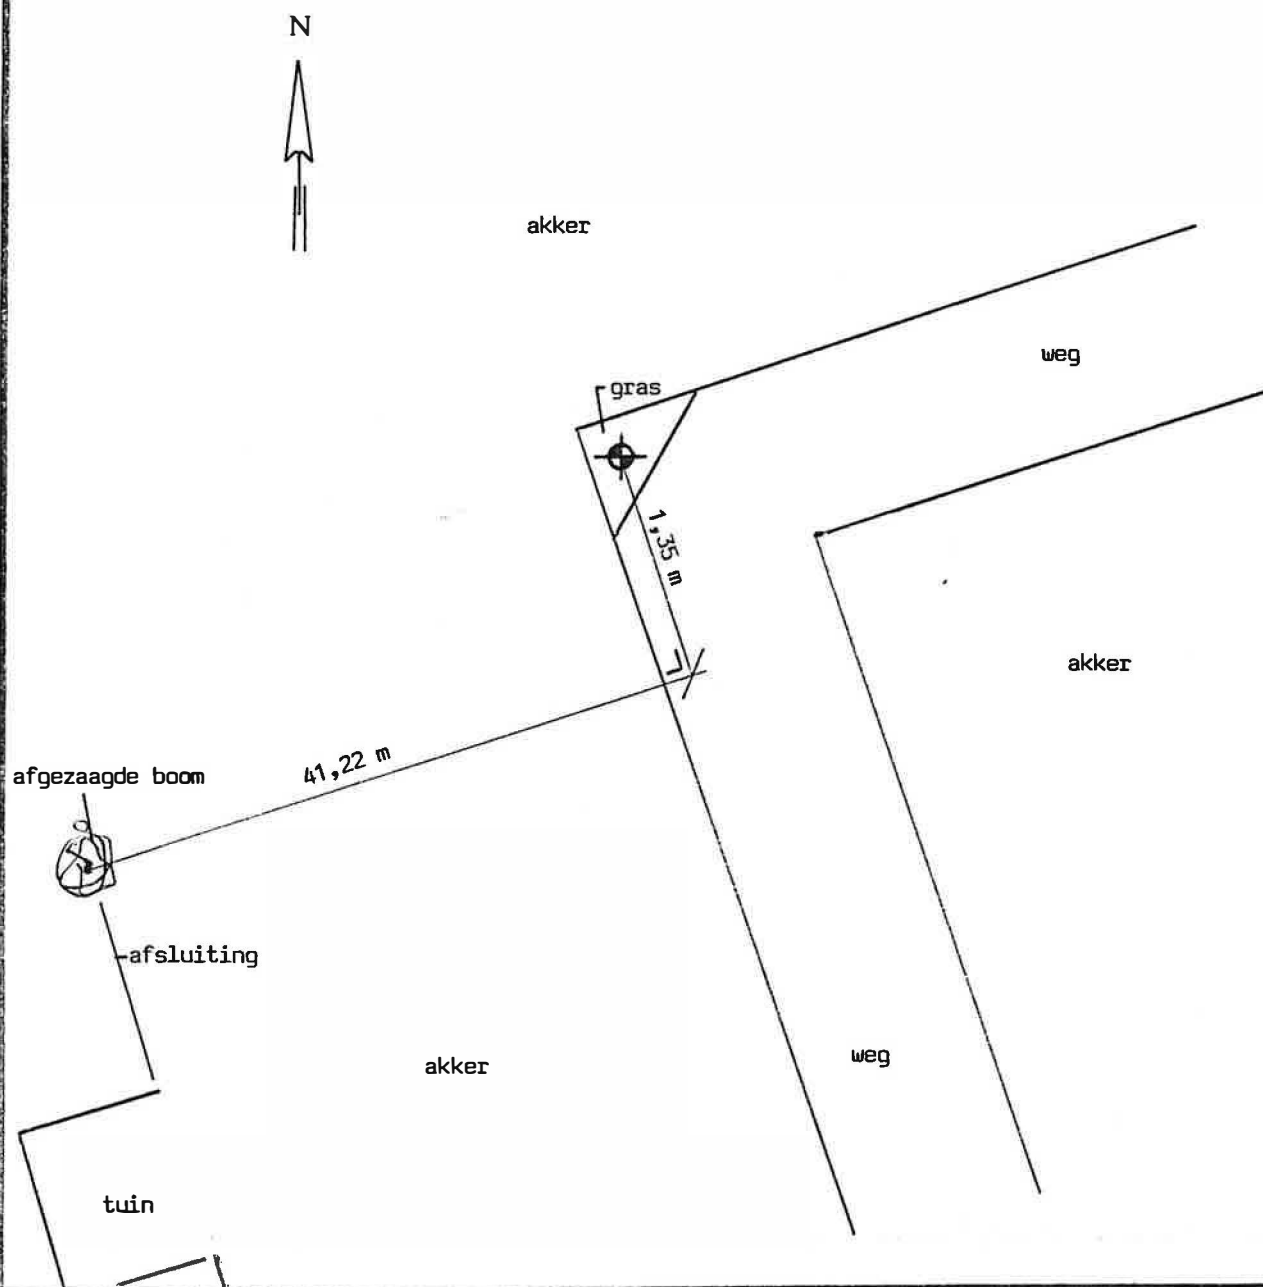 N
akker
weg
gras
1,35 m
akker
41,22 m
afgezaagde boom
afsluiting
weg
akker
tuin